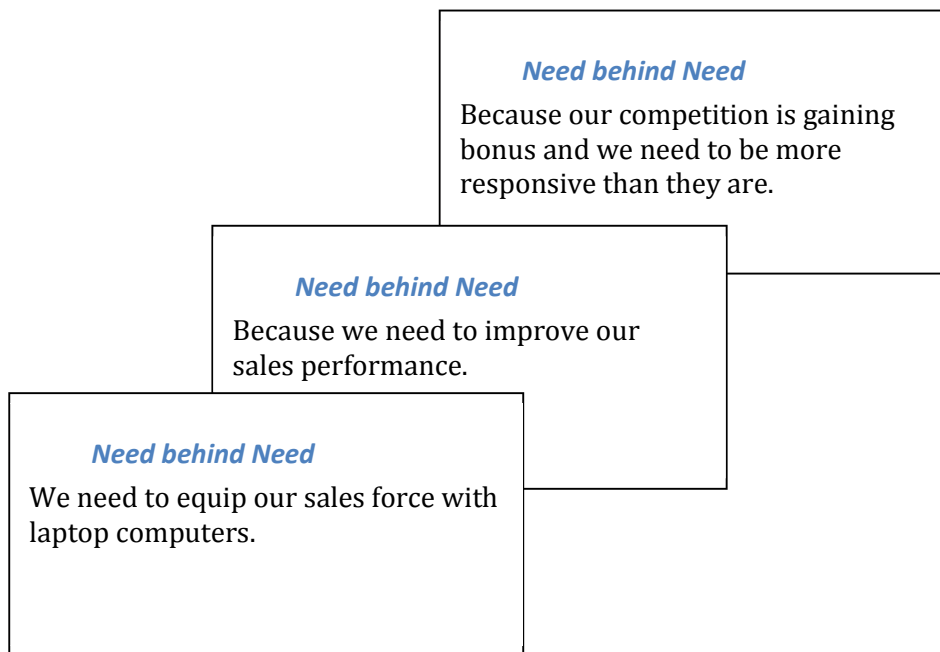 Need behind Need
Because our competition is gaining
bonus and we need to be more
responsive than they are.
Need behind Need
Because we need to improve our
sales performance.
Need behind Need
We need to equip our sales force with
laptop computers.